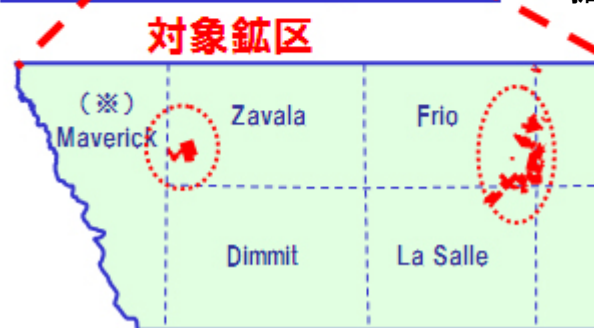 対象鉱区
(※)
Maverick
Zavala
Frio
Dimmit
La Salle